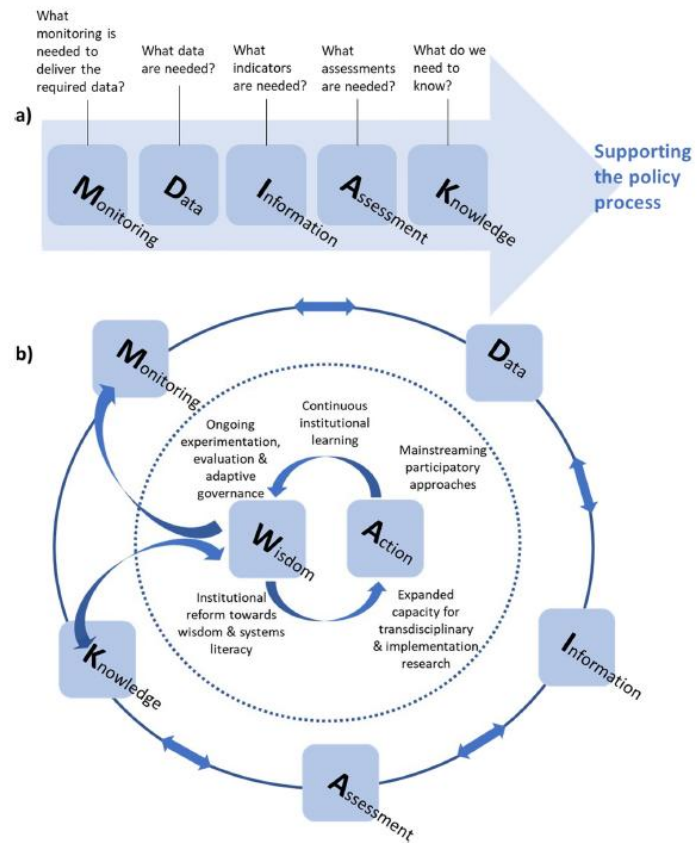 What
monitoring is
needed to
deliver the
required data?
What data
are needed?
What
indicators
are needed?
What
assessments
are needed?
What do we
need to
know?
a)
Monitoring
Data
Information
Assessment
Knowledge
Supporting
the policy
process
b)
Monitoring
Data
Ongoing
experimentation,
evaluation &
adaptive
governance
Continuous
institutional
learning
Mainstreaming
participatory
approaches
Wisdom
Action
Institutional
reform towards
wisdom & systems
literacy
Expanded
capacity for
transdisciplinary
& implementation
research
Knowledge
Information
Assessment